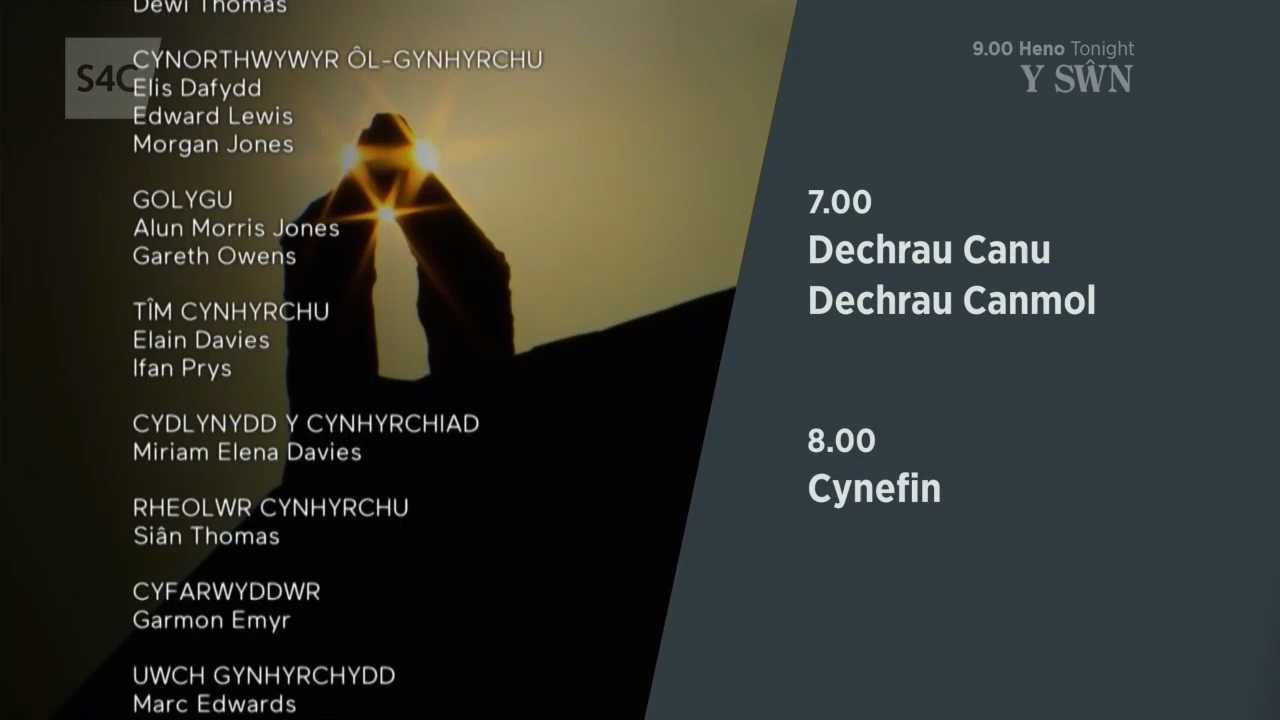 Dewi Thomas
CYNORTHWYWYR ÔL-GYNHYRCHU
Elis Dafydd
Edward Lewis
Morgan Jones
GOLYGU
Alun Morris Jones
Gareth Owens
TÎM CYNHYRCHU
Elain Davies
Ifan Prys
CYDLYNYDD Y CYNHYRCHIAD
Miriam Elena Davies
RHEOLWR CYNHYRCHU
Siân Thomas
CYFARWYDDWR
Garmon Emyr
UWCH GYNHYRCHYDD
Marc Edwards
S4C
9.00 Heno Tonight
Y SŴN
7.00
Dechrau Canu
Dechrau Canmol
8.00
Cynefin